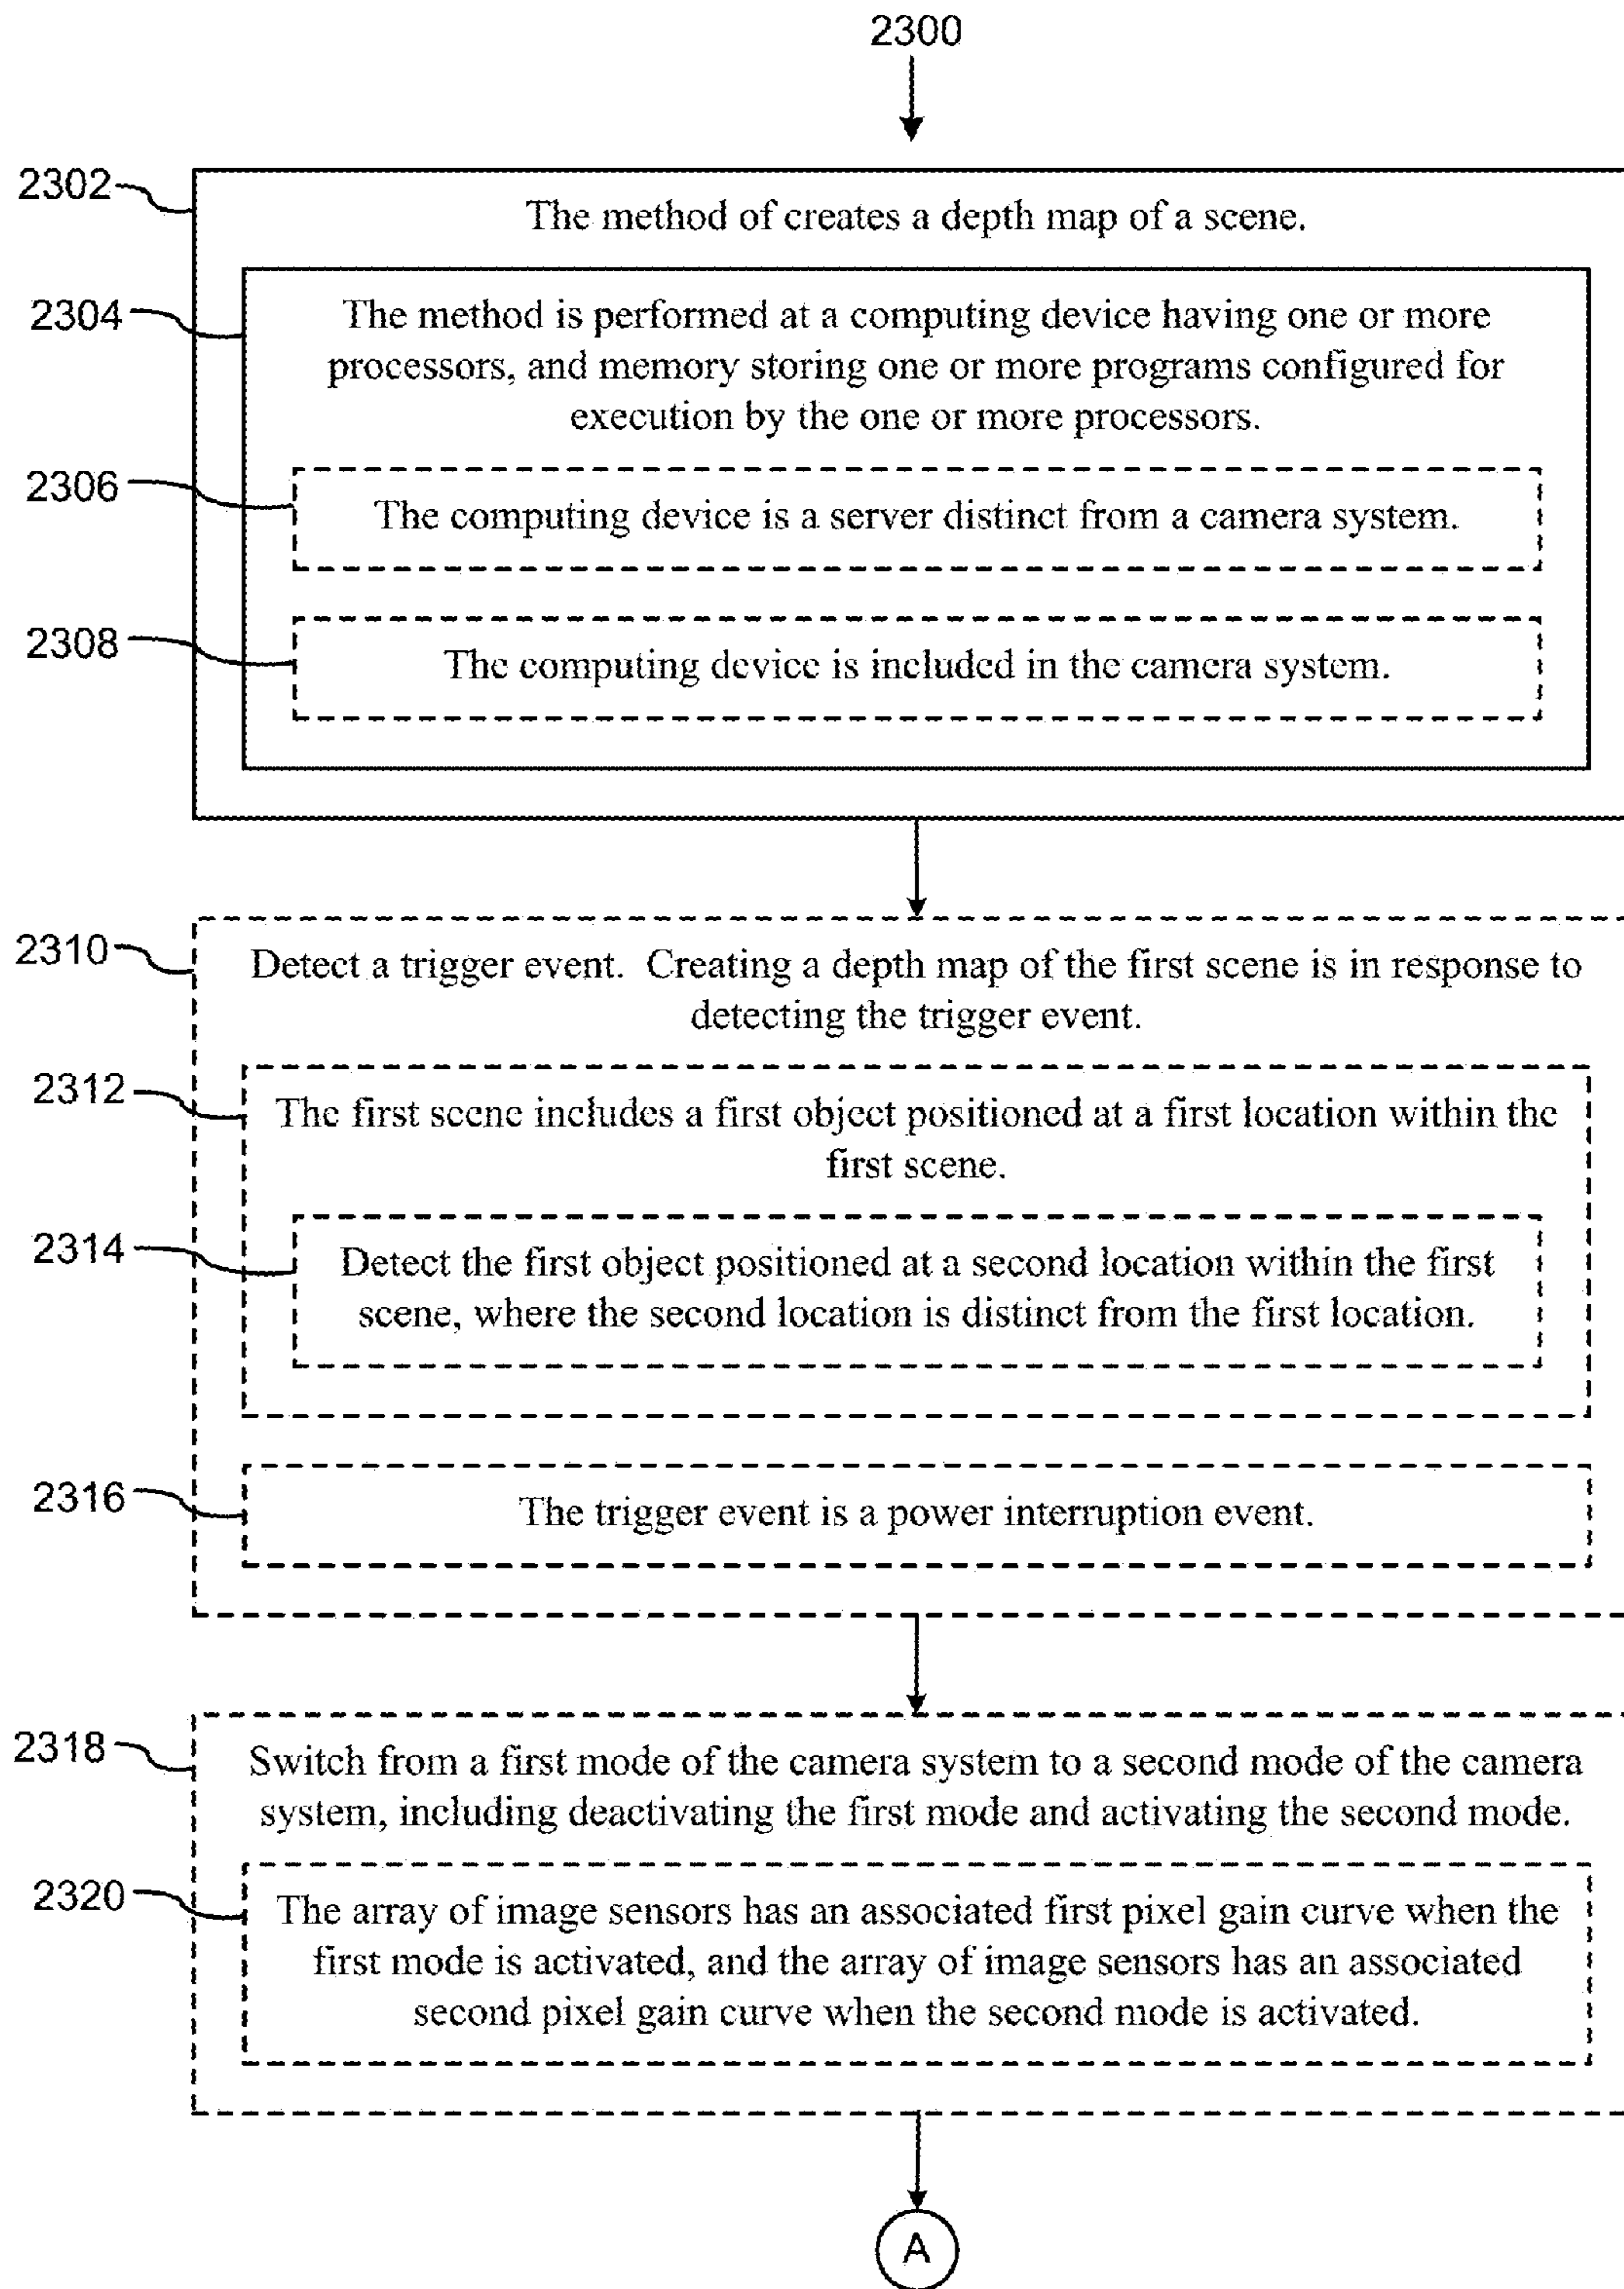 2300
2302
The method of creates a depth map of a scene.
2304
The method is performed at a computing device having one or more
processors, and memory storing one or more programs configured for
execution by the one or more processors.
2306
The computing device is a server distinct from a camera system.
2308
The computing device is included in the camera system.
2310
Detect a trigger event.  Creating a depth map of the first scene is in response to
detecting the trigger event.
2312
The first scene includes a first object positioned at a first location within the
first scene.
2314
Detect the first object positioned at a second location within the first
scene, where the second location is distinct from the first location.
2316
The trigger event is a power interruption event.
2318
Switch from a first mode of the camera system to a second mode of the camera
system, including deactivating the first mode and activating the second mode.
2320
The array of image sensors has an associated first pixel gain curve when the
first mode is activated, and the array of image sensors has an associated
second pixel gain curve when the second mode is activated.
A